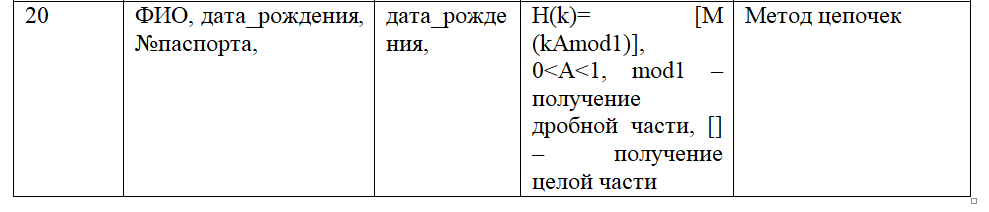 20
ФИО, дата_рождения,
№паспорта,
дата_рожде
ния,
H(k)= [M
(kAmod1)],
0<A<1, mod1 –
получение
дробной части, []
– получение
целой части
Метод цепочек